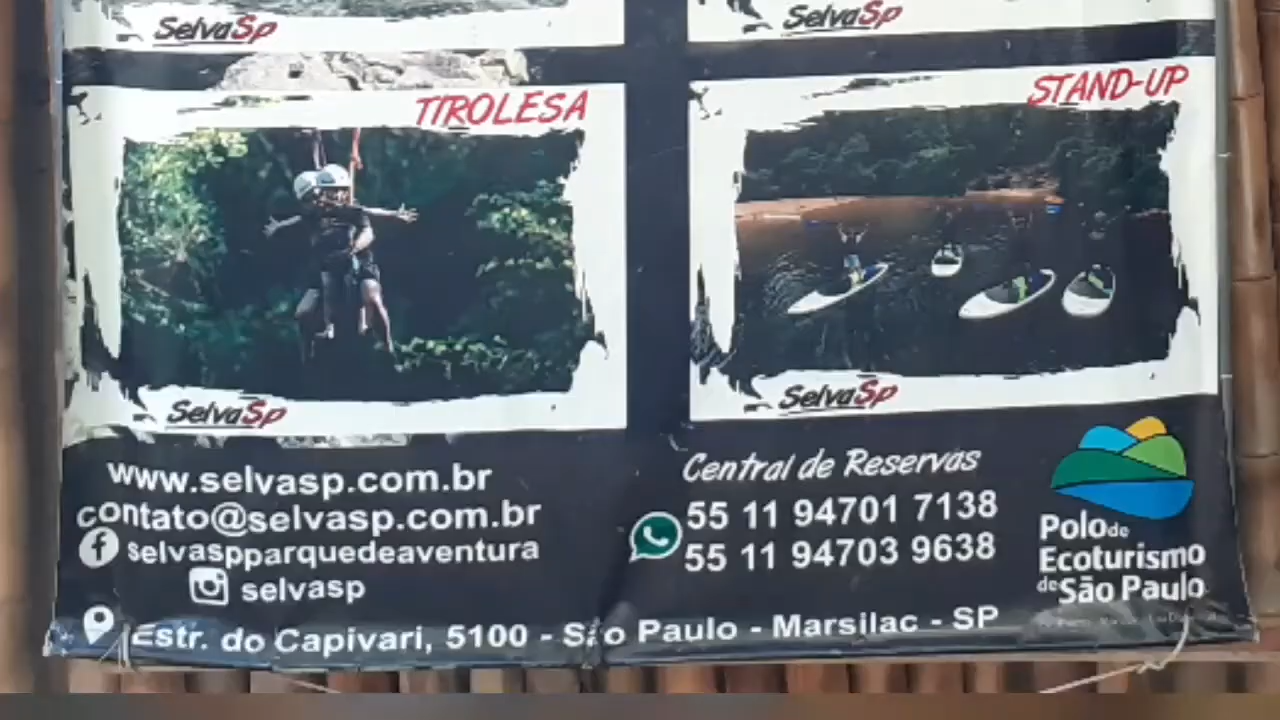 SelvaSp
SelvaSp
TIROLESA
STAND-UP
SelvaSp
SelvaSp
www.selvasp.com.br
contato@selvasp.com.br
selvaspparquedeaventura
selvasp
Central de Reservas
55 11 94701 7138
55 11 94703 9638
Polo de
Ecoturismo
de São Paulo
Estr. do Capivari, 5100 - São Paulo - Marsilac - SP